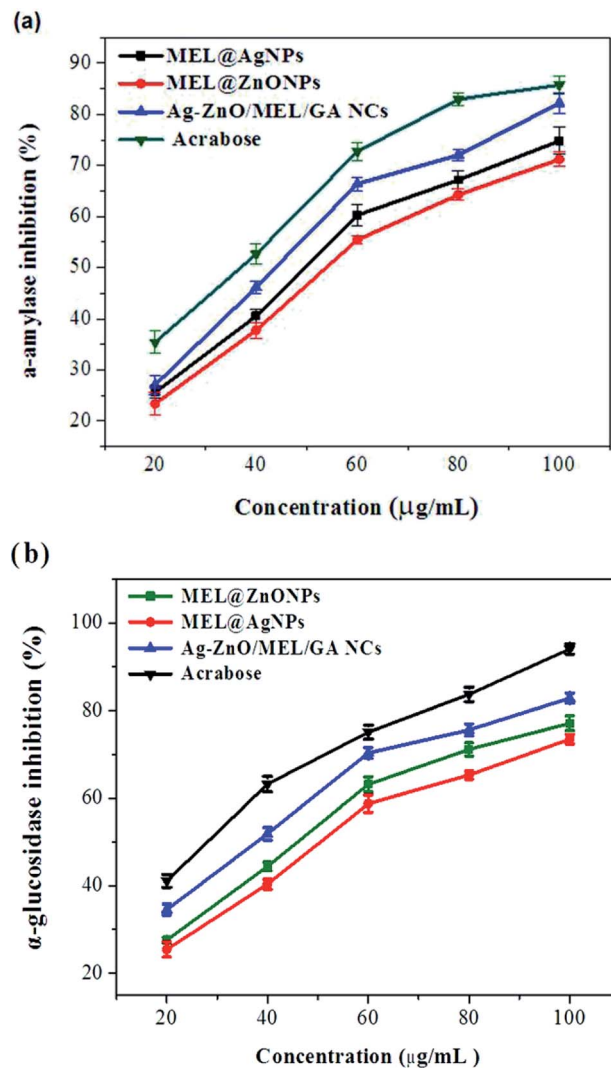 (a)
MEL@AgNPs
MEL@ZnONPs
Ag-ZnO/MEL/GA NCs
Acrabose
a-amylase inhibition (%)
90
80
70
60
50
40
30
20
20 40 60 80 100
Concentration (µg/mL)
(b)
MEL@ZnONPs
MEL@AgNPs
Ag-ZnO/MEL/GA NCs
Acrabose
α-glucosidase inhibition (%)
100
80
60
40
20
20 40 60 80 100
Concentration (µg/mL )